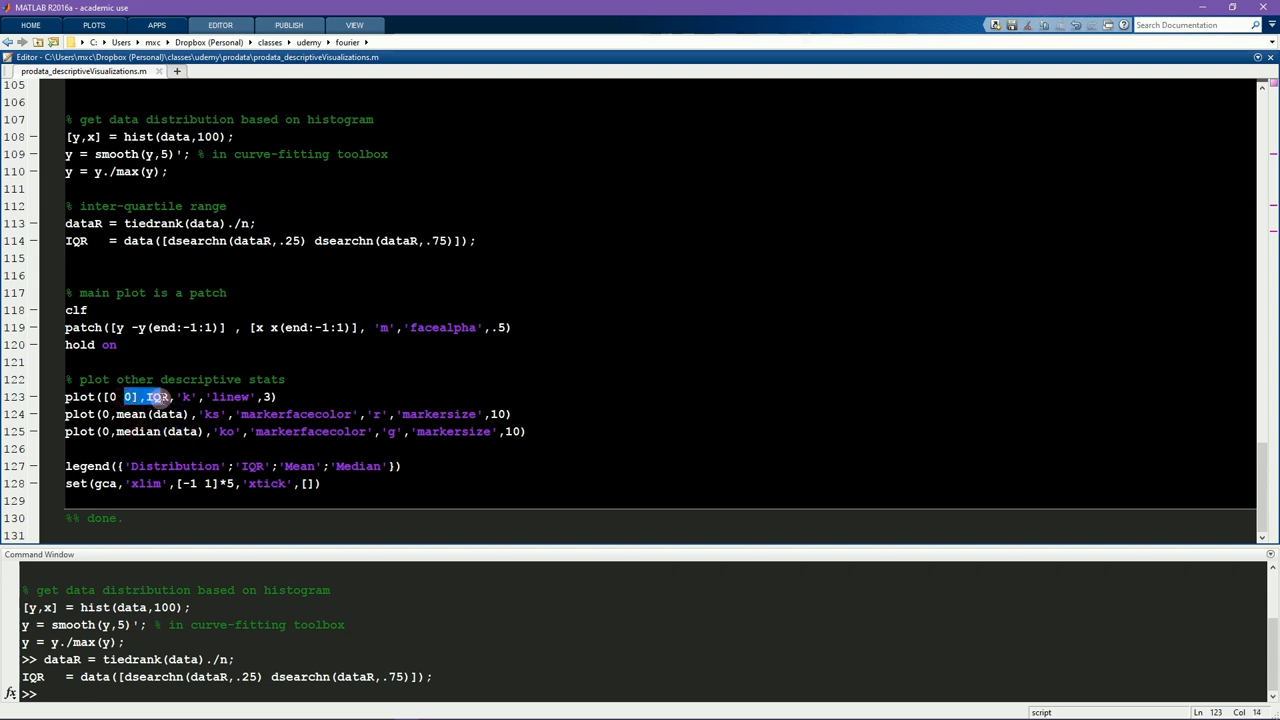 MATLAB R2016a - academic use
HOME PLOTS APPS EDITOR PUBLISH VIEW
Search Documentation
C: Users mxc Dropbox (Personal) classes udemy fourier
Editor - C:\Users\mxc\Dropbox (Personal)\classes\udemy\prodata\prodata_descriptiveVisualizations.m
prodata_descriptiveVisualizations.m
105
106
107 % get data distribution based on histogram
108 [y,x] = hist(data,100);
109 y = smooth(y,5)'; % in curve-fitting toolbox
110 y = y./max(y);
111
112 % inter-quartile range
113 dataR = tiedrank(data)./n;
114 IQR = data([dsearchn(dataR,.25) dsearchn(dataR,.75)]);
115
116
117 % main plot is a patch
118 clf
119 patch([y -y(end:-1:1)] , [x x(end:-1:1)], 'm','facealpha',.5)
120 hold on
121
122 % plot other descriptive stats
123 plot([0 0],IQR,'k','linew',3)
124 plot(0,mean(data),'ks','markerfacecolor','r','markersize',10)
125 plot(0,median(data),'ko','markerfacecolor','g','markersize',10)
126
127 legend({'Distribution';'IQR';'Mean';'Median'})
128 set(gca,'xlim',[-1 1]*5,'xtick',[])
129
130 %% done.
131
Command Window
% get data distribution based on histogram
[y,x] = hist(data,100);
y = smooth(y,5)'; % in curve-fitting toolbox
y = y./max(y);
>> dataR = tiedrank(data)./n;
IQR = data([dsearchn(dataR,.25) dsearchn(dataR,.75)]);
fx >>
script Ln 123 Col 14